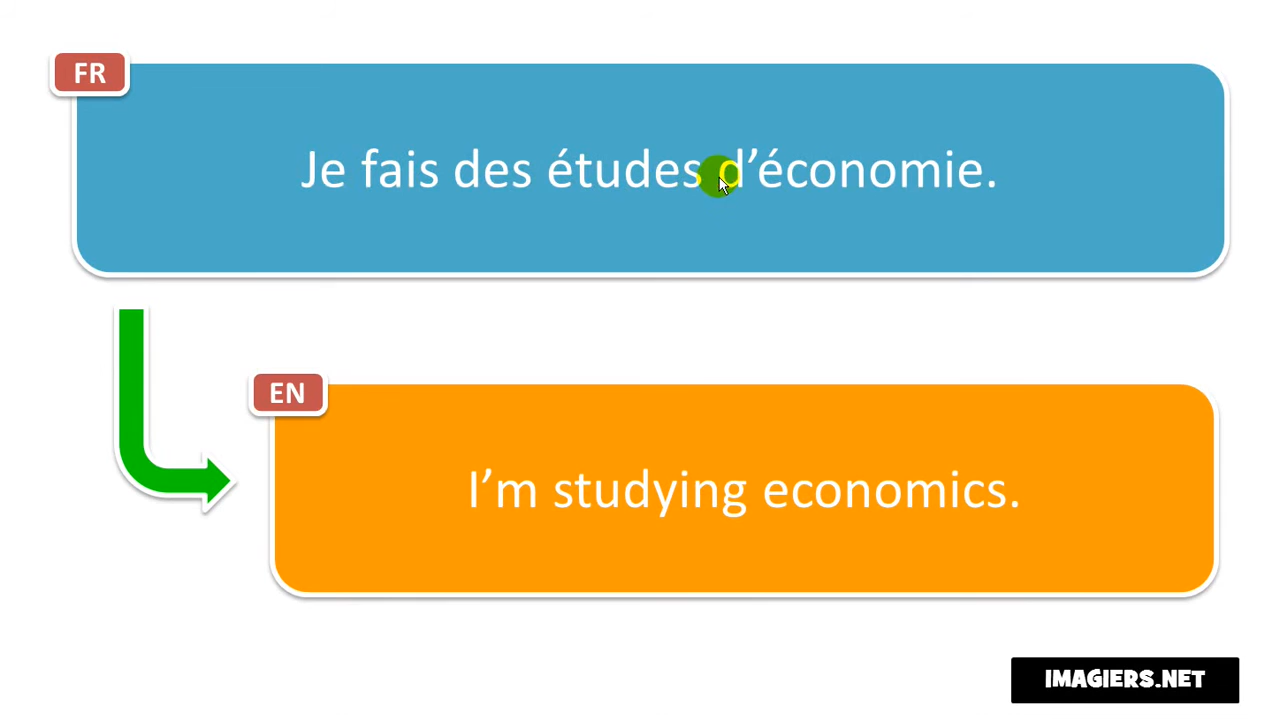 FR
Je fais des études d’économie.
EN
I’m studying economics.
IMAGIERS.NET